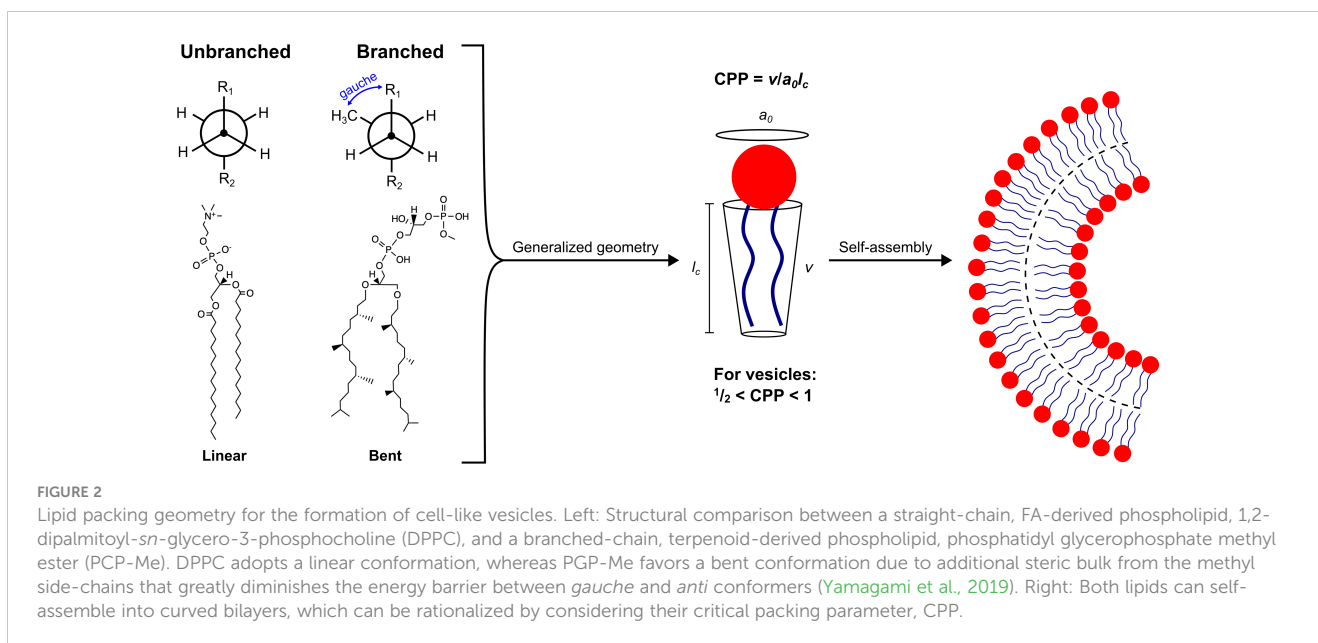 Unbranched
Branched
gauche
R1
H
H
H
H
R2
R1
H3C
H
H
H
R2
N+
O
P
O-
O
O
H
O
O
O
O
H
HO
O
O
P
OH
O
O
O
P
O
OH
H
O
O
Linear
Bent
Generalized geometry
CPP = v/a0lc
a0
lc
v
For vesicles:
1/2 < CPP < 1
Self-assembly
FIGURE 2
Lipid packing geometry for the formation of cell-like vesicles. Left: Structural comparison between a straight-chain, FA-derived phospholipid, 1,2-
dipalmitoyl-sn-glycero-3-phosphocholine (DPPC), and a branched-chain, terpenoid-derived phospholipid, phosphatidyl glycerophosphate methyl
ester (PCP-Me). DPPC adopts a linear conformation, whereas PGP-Me favors a bent conformation due to additional steric bulk from the methyl
side-chains that greatly diminishes the energy barrier between gauche and anti conformers (Yamagami et al., 2019). Right: Both lipids can self-
assemble into curved bilayers, which can be rationalized by considering their critical packing parameter, CPP.